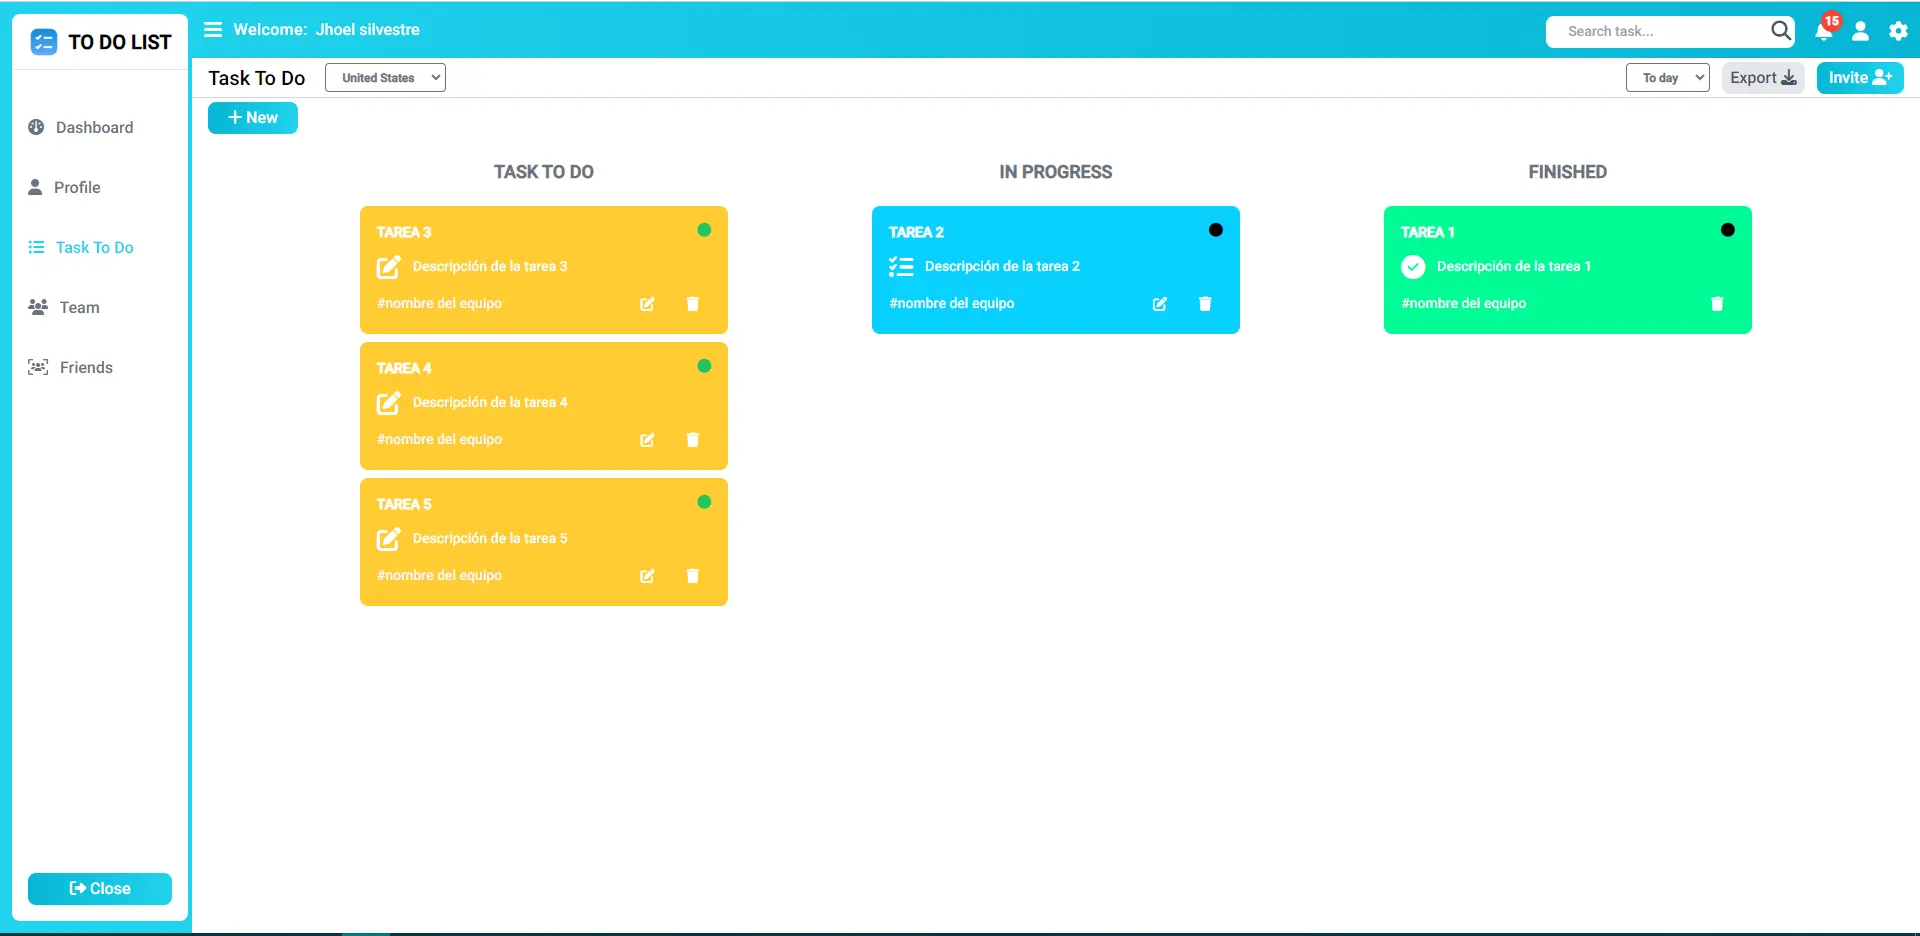 TO DO LIST
Dashboard
Profile
Task To Do
Team
Friends
Close
Welcome: Jhoel silvestre
Search task...
15
Task To Do
United States
To day
Export
Invite
New
TASK TO DO
TAREA 3
Descripción de la tarea 3
#nombre del equipo
TAREA 4
Descripción de la tarea 4
#nombre del equipo
TAREA 5
Descripción de la tarea 5
#nombre del equipo
IN PROGRESS
TAREA 2
Descripción de la tarea 2
#nombre del equipo
FINISHED
TAREA 1
Descripción de la tarea 1
#nombre del equipo